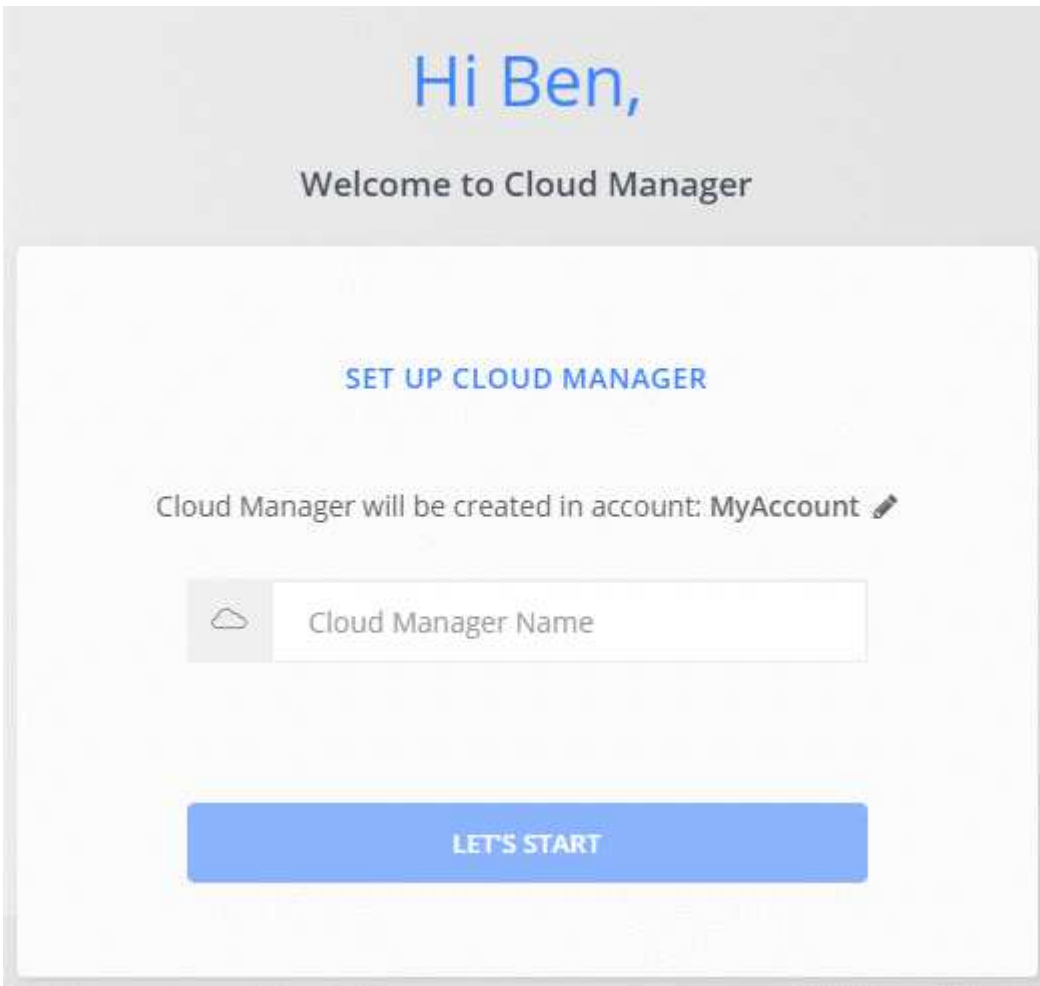 Hi Ben,
Welcome to Cloud Manager
SET UP CLOUD MANAGER
Cloud Manager will be created in account: MyAccount
Cloud Manager Name
LET'S START